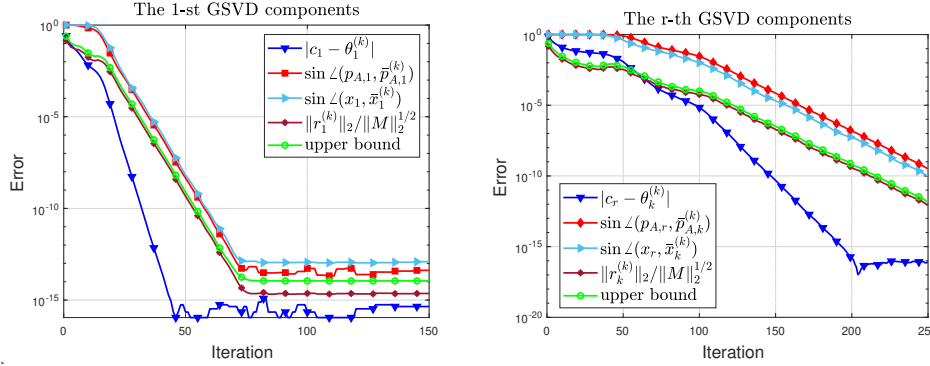 The 1-st GSVD components
10^0
10^-5
10^-10
10^-15
Error
0
50
100
150
Iteration
|c_1 − θ_1^(k)|
sin∠(p_{A,1}, p̄_{A,1}^(k))
sin∠(x_1, x̄_1^(k))
‖r_1^(k)‖_2/‖M‖_2^{1/2}
upper bound
The r-th GSVD components
10^0
10^-5
10^-10
10^-15
10^-20
Error
0
50
100
150
200
250
Iteration
|c_r − θ_k^(k)|
sin∠(p_{A,r}, p̄_{A,k}^(k))
sin∠(x_r, x̄_k^(k))
‖r_k^(k)‖_2/‖M‖_2^{1/2}
upper bound